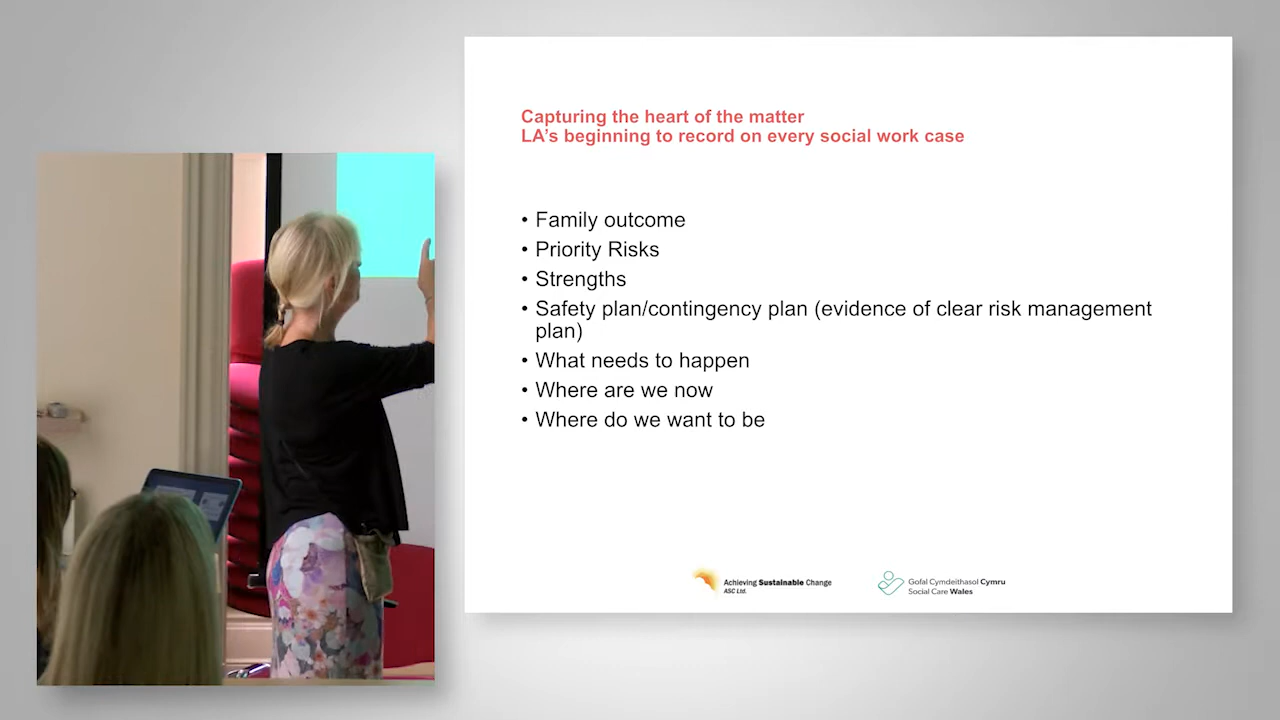 Capturing the heart of the matter
LA's beginning to record on every social work case
• Family outcome
• Priority Risks
• Strengths
• Safety plan/contingency plan (evidence of clear risk management
plan)
• What needs to happen
• Where are we now
• Where do we want to be
Achieving Sustainable Change
ASC Ltd.
Gofal Cymdeithasol Cymru
Social Care Wales